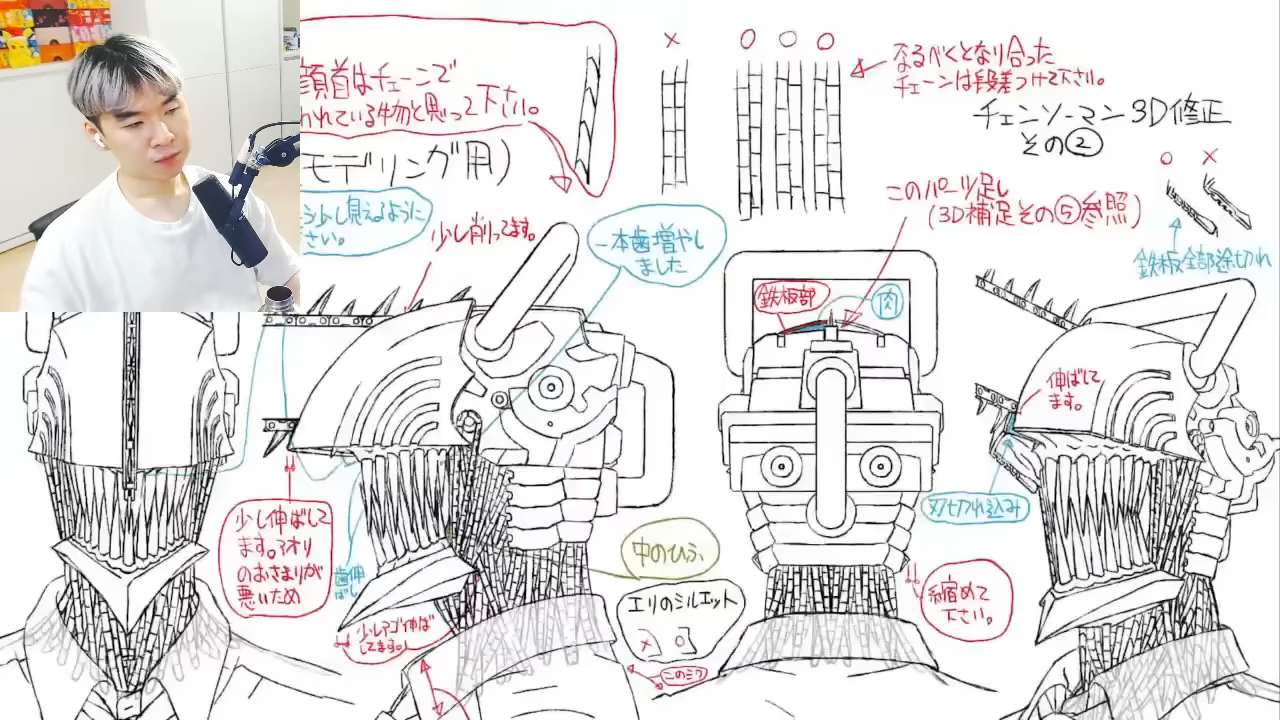 顔首はチェーンで
かれている物と思って下さい。
モデリング用)
う少し見えるように
さい。
少し削ってます。
一本歯増やし
ました
× ○ ○ ○
なるべくとなり合った
チェーンは段差つけて下さい。
チェンソーマン3D修正
その②
○ ×
このパーツ足し
(3D補足その⑤参照)
鉄板全部途切れ
鉄板部
肉
伸ばして
ます。
刃切れ込み
少し伸ばして
ます。アオリ
のおさまりが
悪いため
歯伸ばし
少しアゴ伸ば
してます。
中のひふ
エリのシルエット
× ○
このミゾ
縮めて
下さい。